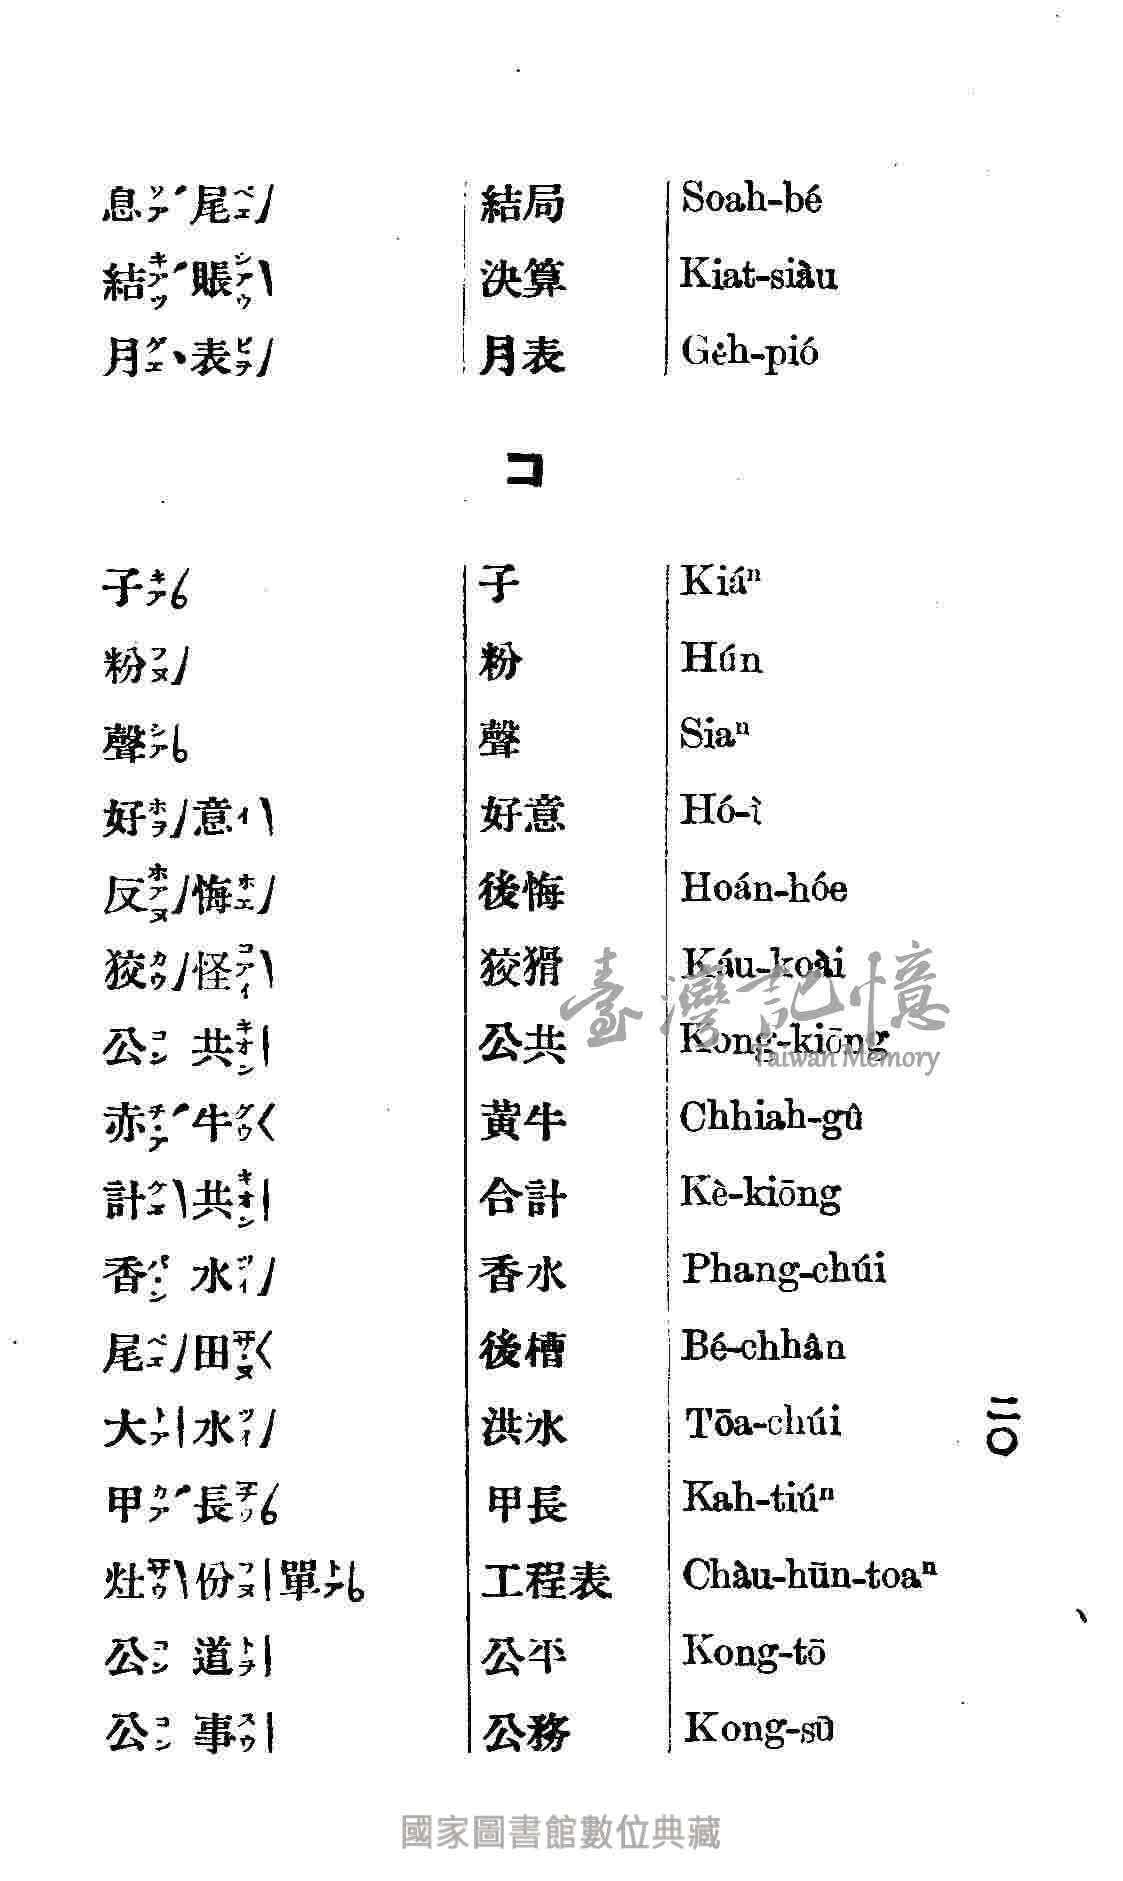 息ソア尾ペエ 結局 Soah-bé
結キアツ賬シアウ 決算 Kiat-siàu
月ゲエ表ピヲ 月表 Ge̍h-pió
コ
子キア 子 Kiáⁿ
粉フヌ 粉 Hún
聲シア 聲 Siaⁿ
好ホヲ意イ 好意 Hó-ì
反ホアヌ悔ホエ 後悔 Hoán-hóe
狡カウ怪コアイ 狡猾 Káu-koài
公コン共キオン 公共 Kong-kiōng
赤チア牛グウ 黃牛 Chhiah-gû
計ケエ共キオン 合計 Kè-kiōng
香パン水ツイ 香水 Phang-chúi
尾ペエ田サヌ 後槽 Bé-chhân
大トア水ツイ 洪水 Tōa-chúi
甲カア長チウ 甲長 Kah-tiúⁿ
灶サウ份フヌ單トア 工程表 Chàu-hūn-toaⁿ
公コン道トヲ 公平 Kong-tō
公コン事スウ 公務 Kong-sū
二〇
臺灣記憶
Taiwan Memory
國家圖書館數位典藏